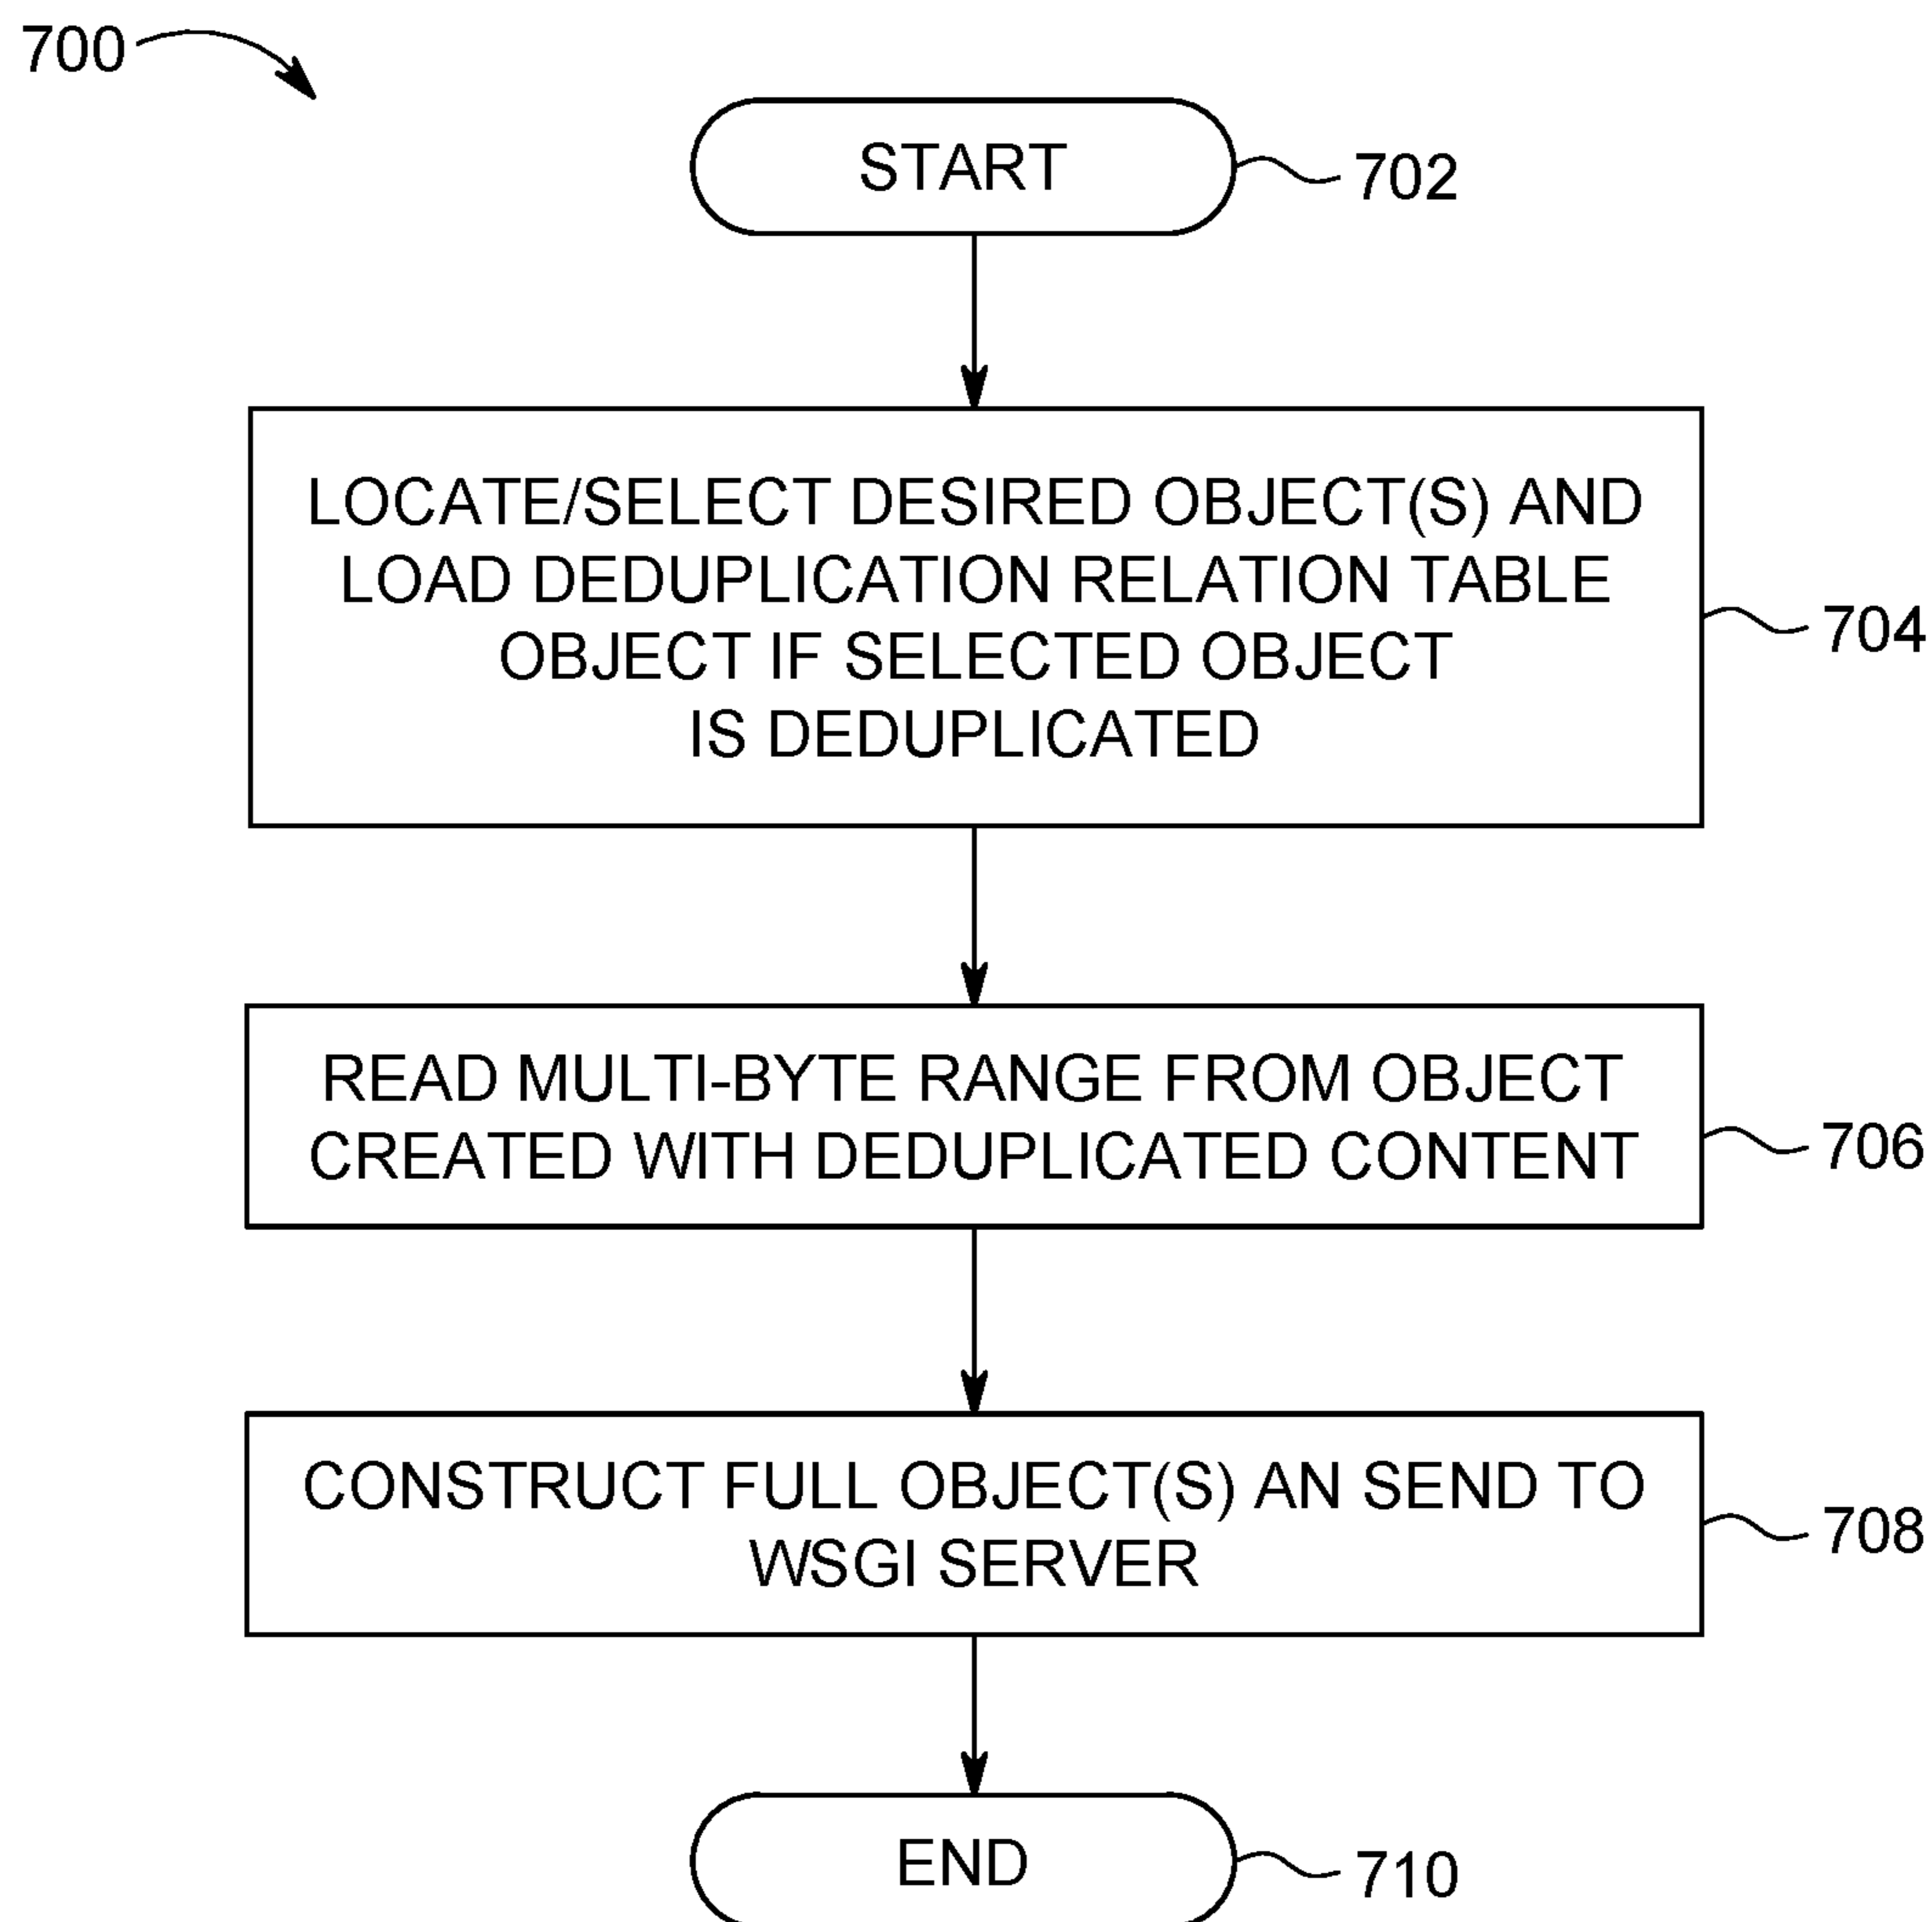 700
START
702
LOCATE/SELECT DESIRED OBJECT(S) AND
LOAD DEDUPLICATION RELATION TABLE
OBJECT IF SELECTED OBJECT
IS DEDUPLICATED
704
READ MULTI-BYTE RANGE FROM OBJECT
CREATED WITH DEDUPLICATED CONTENT
706
CONSTRUCT FULL OBJECT(S) AN SEND TO
WSGI SERVER
708
END
710